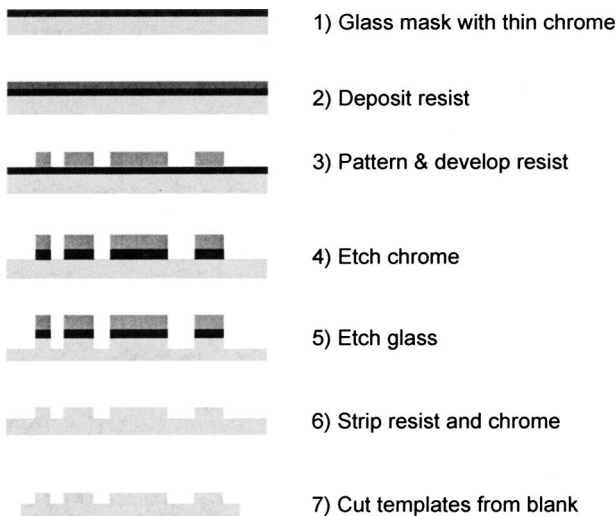 1) Glass mask with thin chrome
2) Deposit resist
3) Pattern & develop resist
4) Etch chrome
5) Etch glass
6) Strip resist and chrome
7) Cut templates from blank